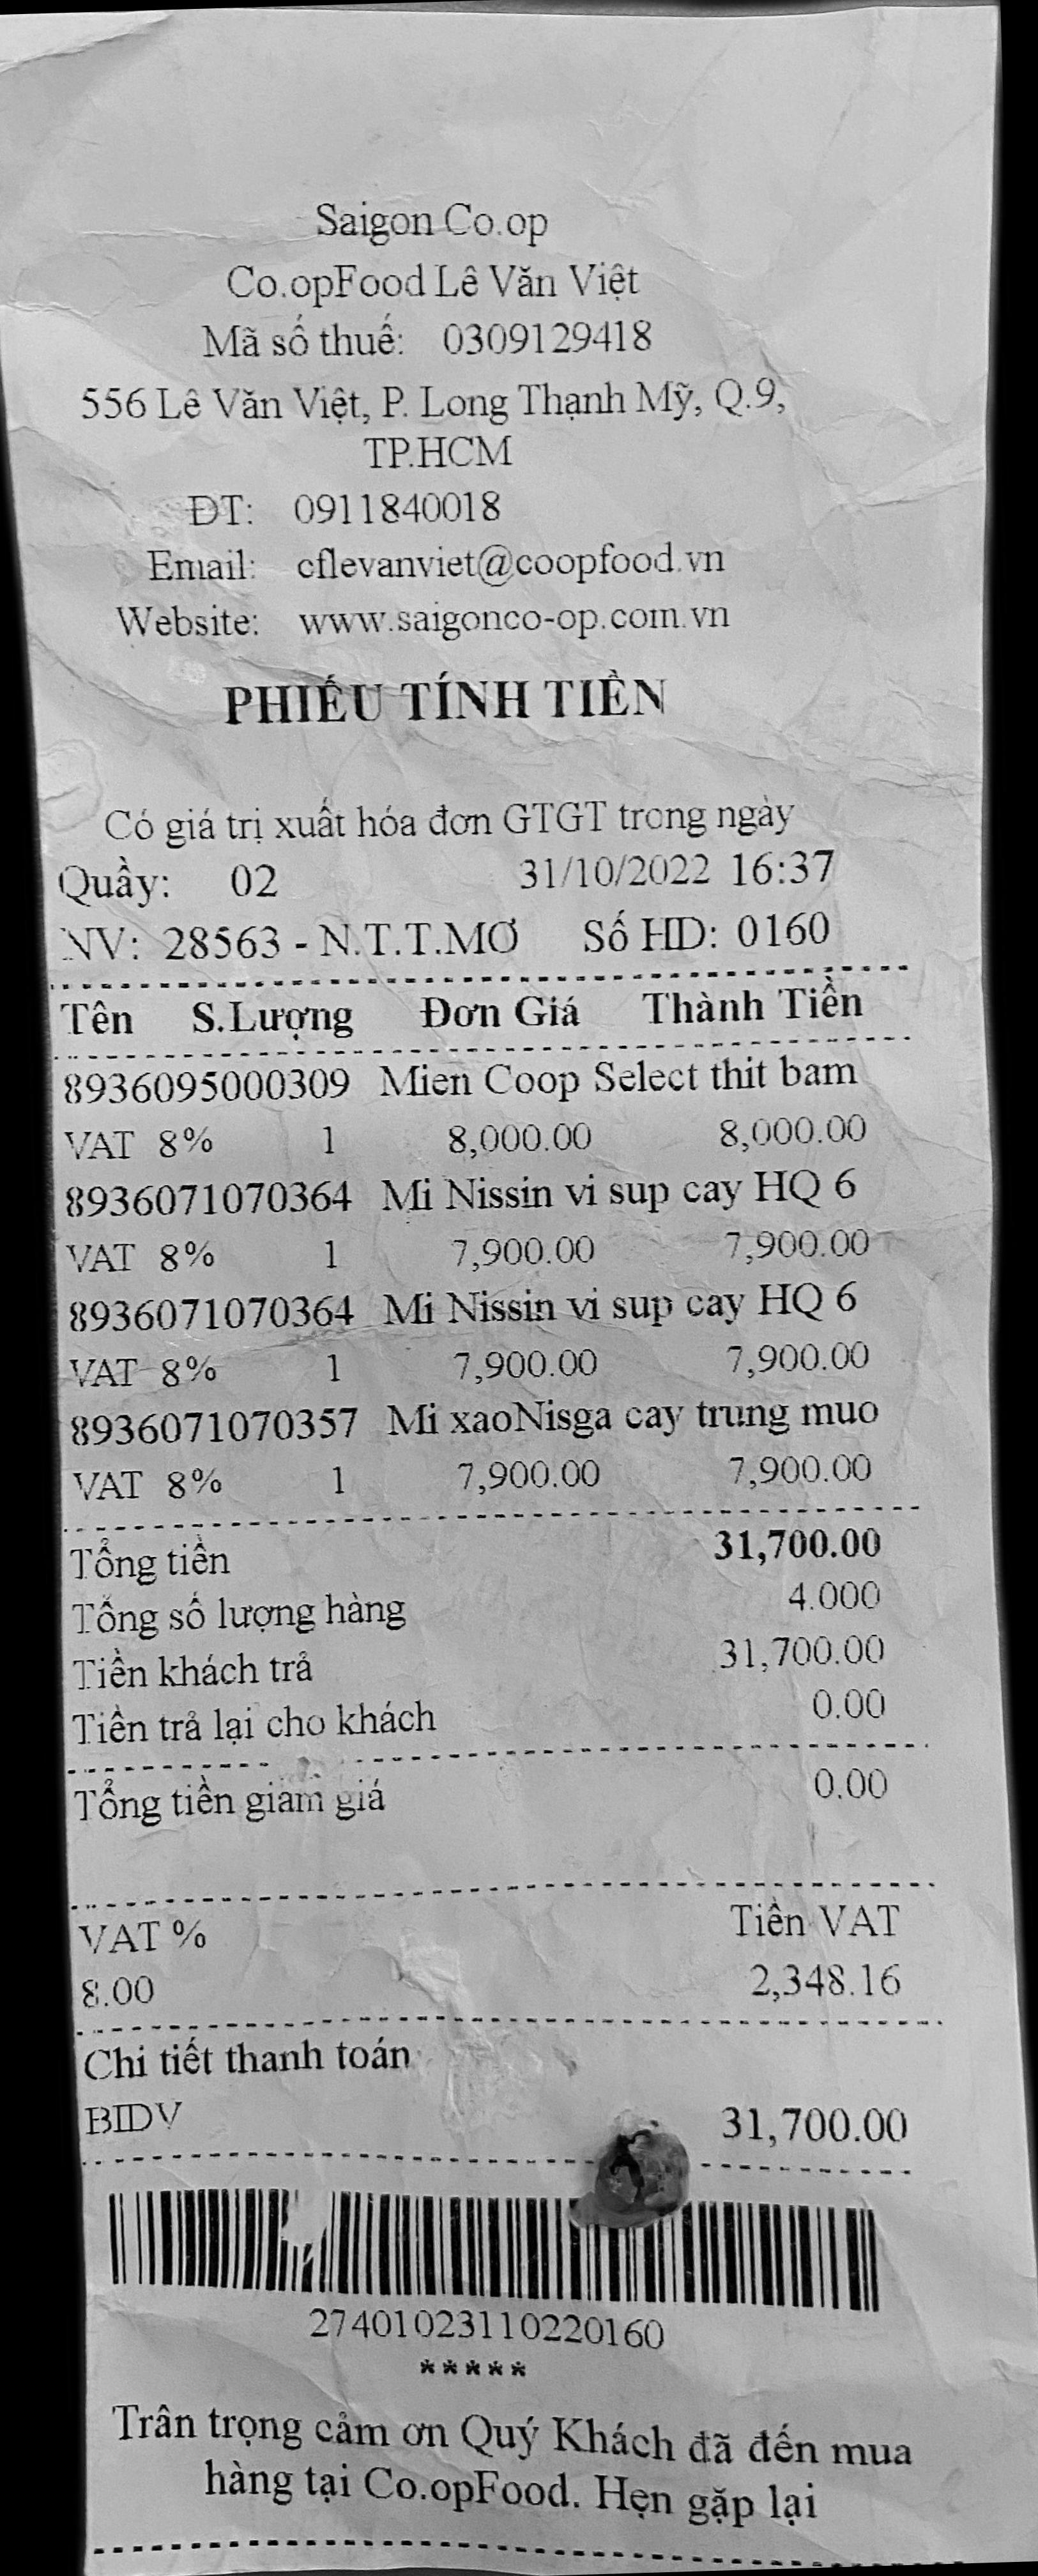 Saigon Co.op
Co.opFood Lê Văn Việt
Mã số thuế: 0309129418
556 Lê Văn Việt, P. Long Thạnh Mỹ, Q.9,
TP.HCM
ĐT: 0911840018
Email: cflevanviet@coopfood.vn
Website: www.saigonco-op.com.vn
PHIẾU TÍNH TIỀN
Có giá trị xuất hóa đơn GTGT trong ngày
Quầy: 02 31/10/2022 16:37
NV: 28563 - N.T.T.MƠ Số HD: 0160
Tên S.Lượng Đơn Giá Thành Tiền
8936095000309 Mien Coop Select thit bam
VAT 8% 1 8,000.00 8,000.00
8936071070364 Mi Nissin vi sup cay HQ 6
VAT 8% 1 7,900.00 7,900.00
8936071070364 Mi Nissin vi sup cay HQ 6
VAT 8% 1 7,900.00 7,900.00
8936071070357 Mi xaoNisga cay trung muo
VAT 8% 1 7,900.00 7,900.00
Tổng tiền 31,700.00
Tổng số lượng hàng 4.000
Tiền khách trả 31,700.00
Tiền trả lại cho khách 0.00
Tổng tiền giảm giá 0.00
VAT % Tiền VAT
8.00 2,348.16
Chi tiết thanh toán
BIDV 31,700.00
27401023110220160
*****
Trân trọng cảm ơn Quý Khách đã đến mua
hàng tại Co.opFood. Hẹn gặp lại